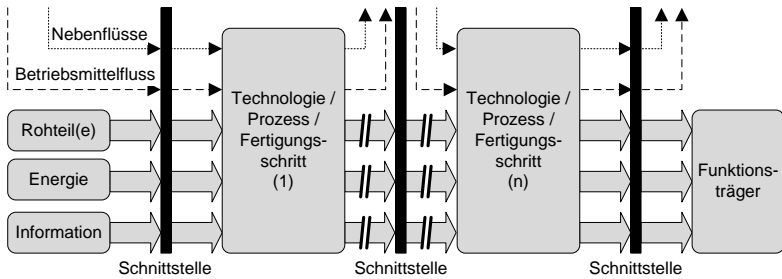 Nebenflüsse
Betriebsmittelfluss
Rohteil(e)
Energie
Information
Technologie /
Prozess /
Fertigungs-
schritt
(1)
Technologie /
Prozess /
Fertigungs-
schritt
(n)
Funktions-
träger
Schnittstelle
Schnittstelle
Schnittstelle